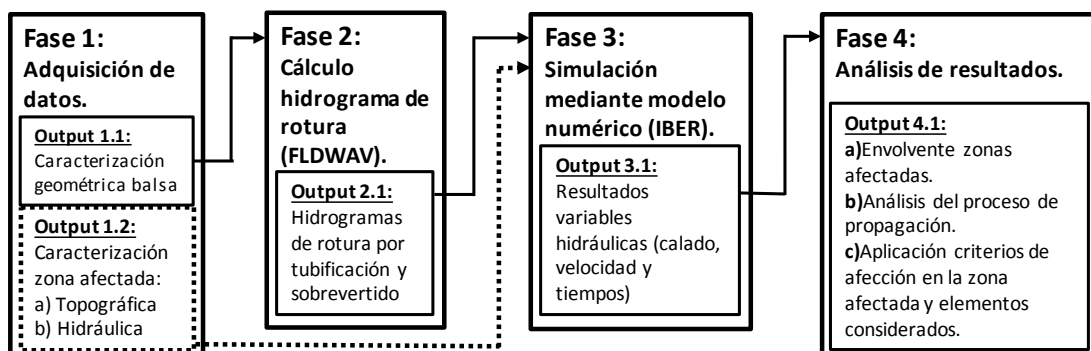 Fase 1:
Adquisición de
datos.
Output 1.1:
Caracterización
geométrica balsa
Output 1.2:
Caracterización
zona afectada:
a) Topográfica
b) Hidráulica
Fase 2:
Cálculo
hidrograma de
rotura
(FLDWAV).
Output 2.1:
Hidrogramas
de rotura por
tubificación y
sobrevertido
Fase 3:
Simulación
mediante modelo
numérico (IBER).
Output 3.1:
Resultados
variables
hidráulicas (calado,
velocidad y
tiempos)
Fase 4:
Análisis de resultados.
Output 4.1:
a)Envolvente zonas
afectadas.
b)Análisis del proceso de
propagación.
c)Aplicación criterios de
afección en la zona
afectada y elementos
considerados.